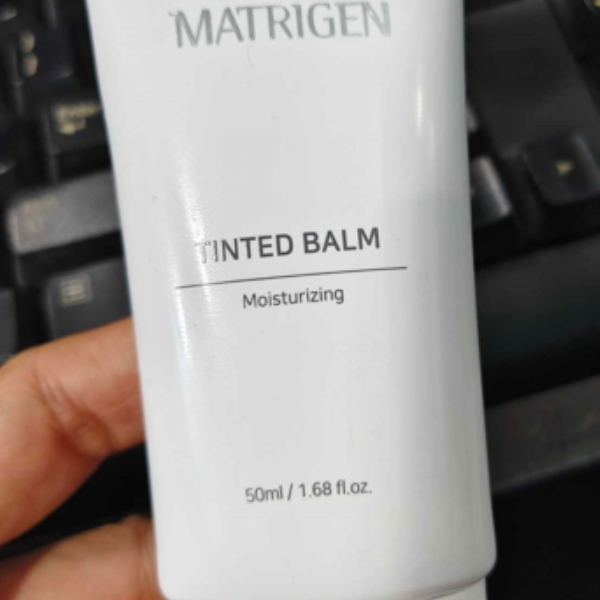 MATRIGEN
TINTED BALM
Moisturizing
50ml / 1.68 fl.oz.